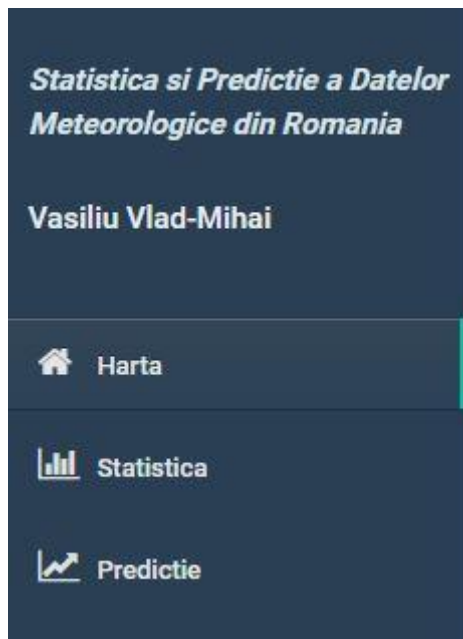 Statistica si Predictie a Datelor
Meteorologice din Romania
Vasiliu Vlad-Mihai
Harta
Statistica
Predictie